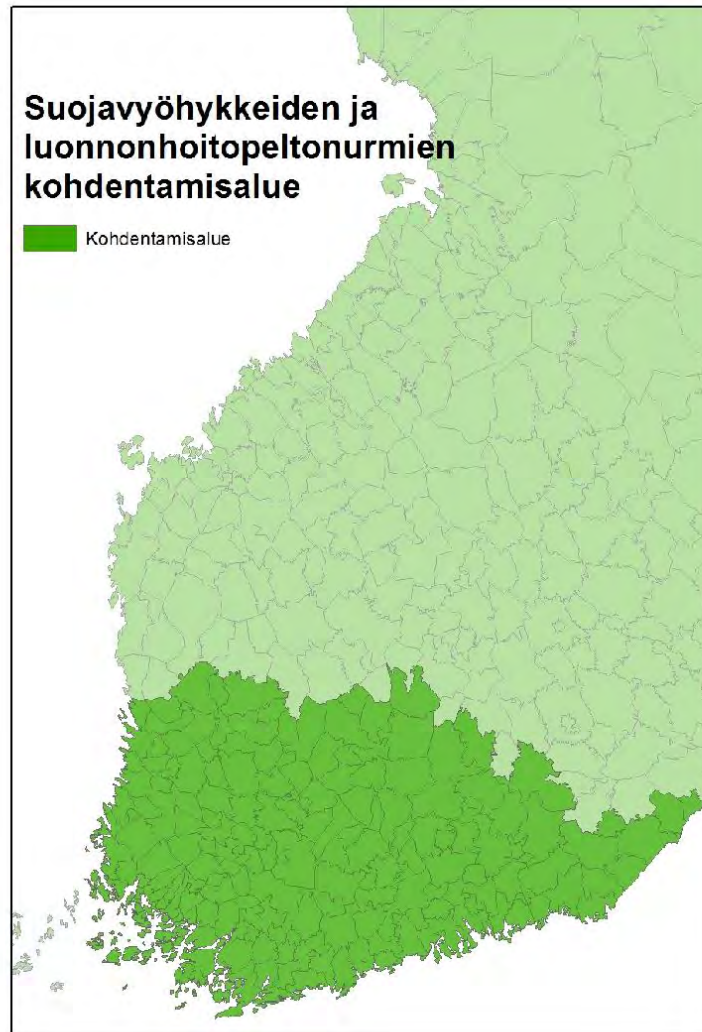 Suojavyöhykkeiden ja
luonnonhoitopeltonurmien
kohdentamisalue
Kohdentamisalue